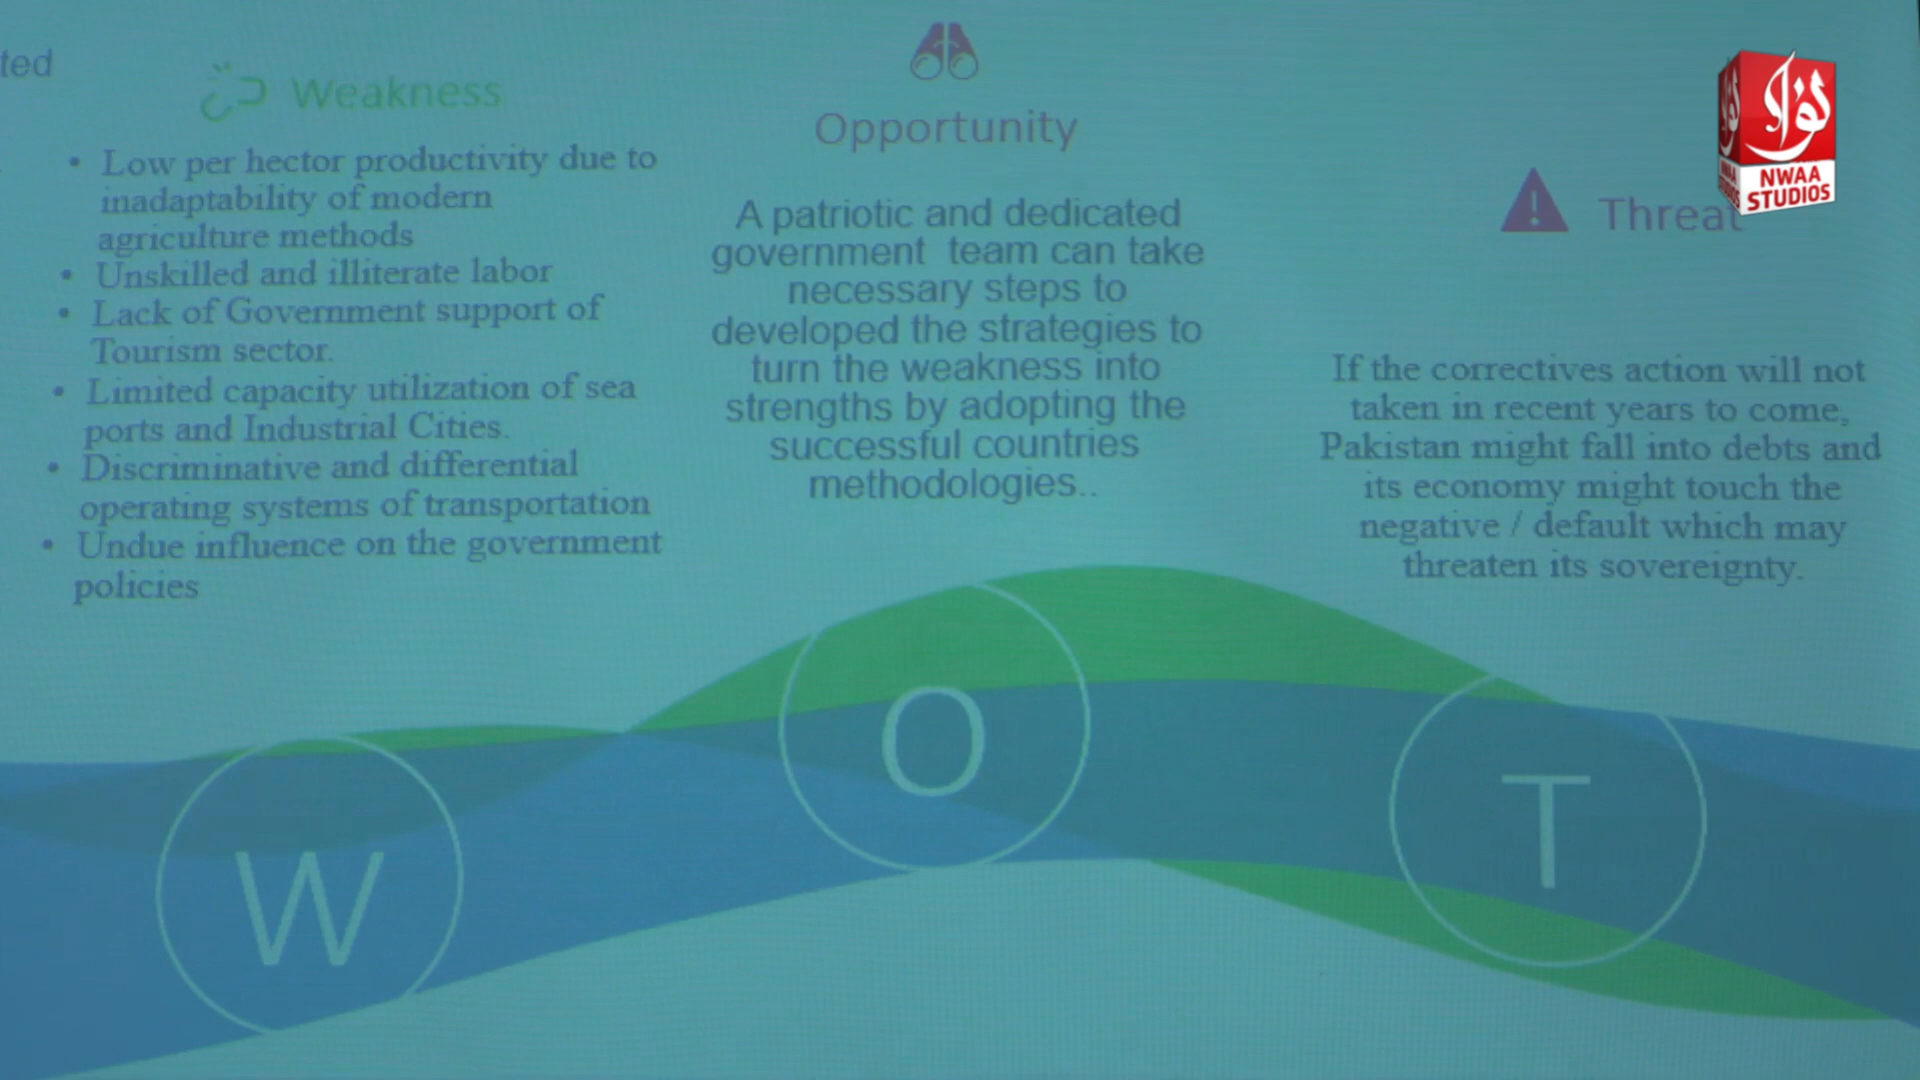 ted
Weakness
• Low per hector productivity due to
inadaptability of modern
agriculture methods
• Unskilled and illiterate labor
• Lack of Government support of
Tourism sector.
• Limited capacity utilization of sea
ports and Industrial Cities.
• Discriminative and differential
operating systems of transportation
• Undue influence on the government
policies
Opportunity
A patriotic and dedicated
government team can take
necessary steps to
developed the strategies to
turn the weakness into
strengths by adopting the
successful countries
methodologies..
Threat
If the correctives action will not
taken in recent years to come,
Pakistan might fall into debts and
its economy might touch the
negative / default which may
threaten its sovereignty.
W
O
T
نوا
NWAA
STUDIOS